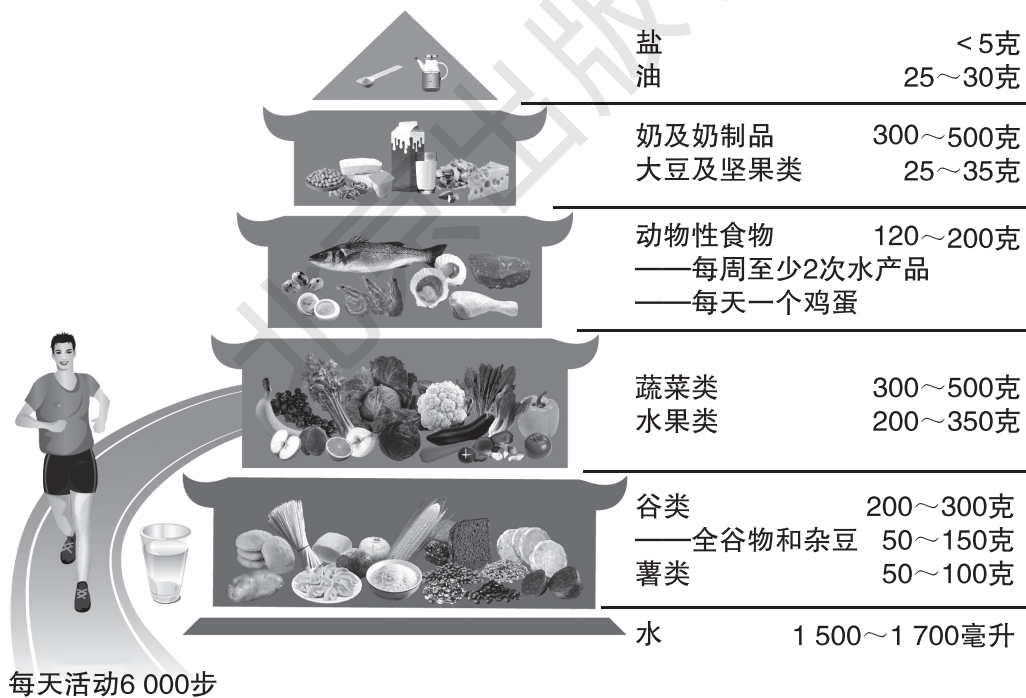 盐 <5克
油 25～30克
奶及奶制品 300～500克
大豆及坚果类 25～35克
动物性食物 120～200克
——每周至少2次水产品
——每天一个鸡蛋
蔬菜类 300～500克
水果类 200～350克
谷类 200～300克
——全谷物和杂豆 50～150克
薯类 50～100克
水 1 500～1 700毫升
每天活动6 000步
北京出版